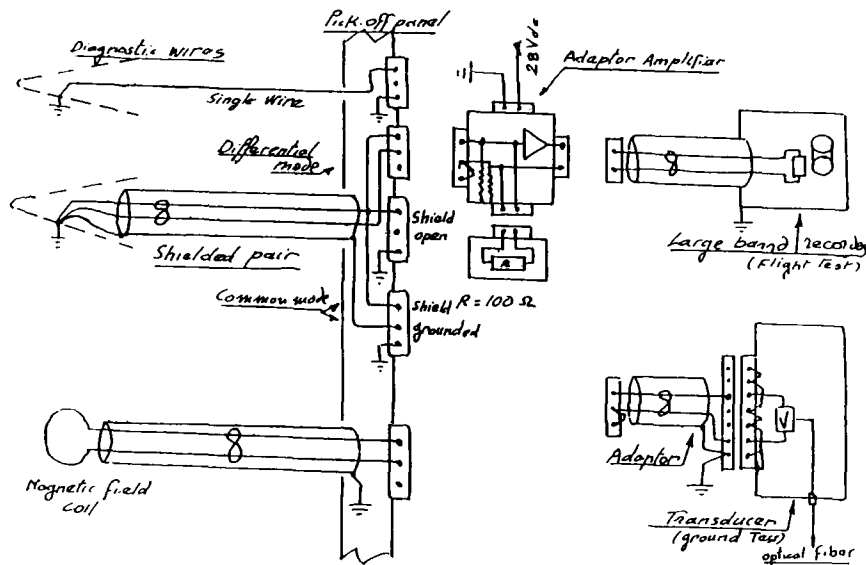 Pick.off panel
Diagnostic wires
Single wire
Differential
mode
Shielded pair
Common mode
Shield
open
Shield
grounded
R = 100 Ω
Magnetic field
coil
28Vdc
Adaptor Amplifier
R
Large band recorder
(Flight Test)
Adaptor
V
Transducer
(ground Test)
optical fiber